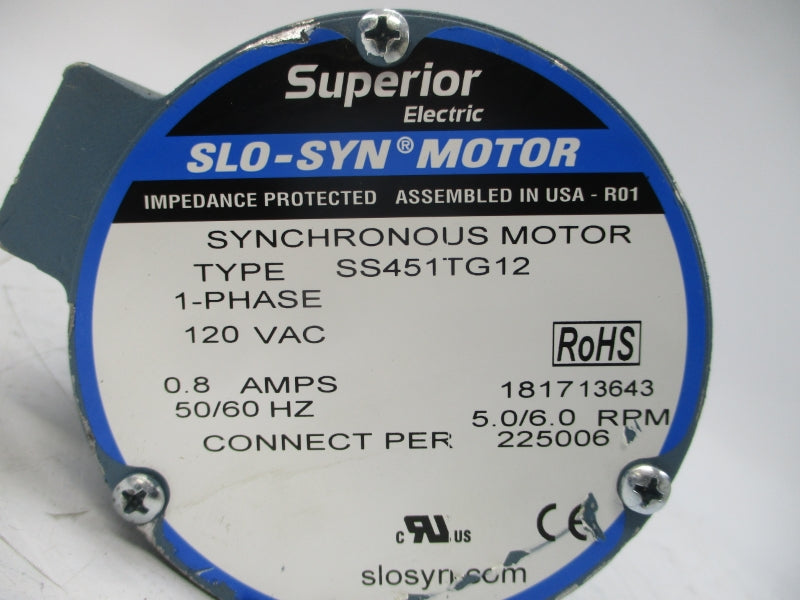 Superior
Electric
SLO-SYN® MOTOR
IMPEDANCE PROTECTED ASSEMBLED IN USA - R01
SYNCHRONOUS MOTOR
TYPE SS451TG12
1-PHASE
120 VAC
RoHS
0.8 AMPS 181713643
50/60 HZ 5.0/6.0 RPM
CONNECT PER 225006
c RU US CE
slosyn.com